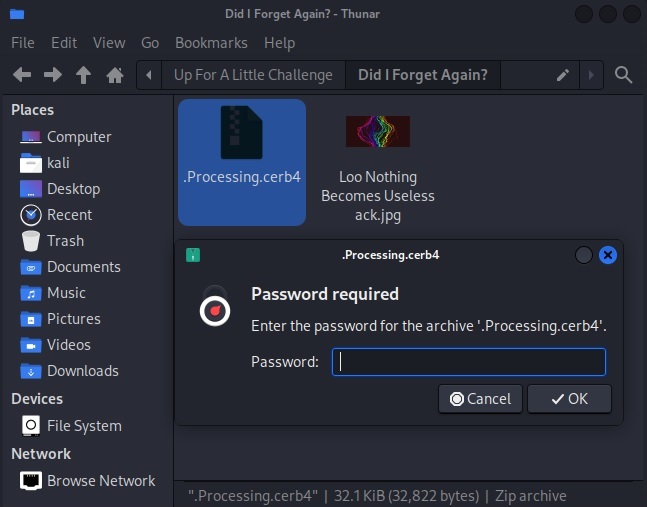 Did I Forget Again? - Thunar
File Edit View Go Bookmarks Help
Up For A Little Challenge Did I Forget Again?
Places
Computer
kali
Desktop
Recent
Trash
Documents
Music
Pictures
Videos
Downloads
Devices
File System
Network
Browse Network
.Processing.cerb4
Loo Nothing
Becomes Useless
ack.jpg
.Processing.cerb4
Password required
Enter the password for the archive '.Processing.cerb4'.
Password:
Cancel OK
".Processing.cerb4" | 32.1 KiB (32,822 bytes) | Zip archive